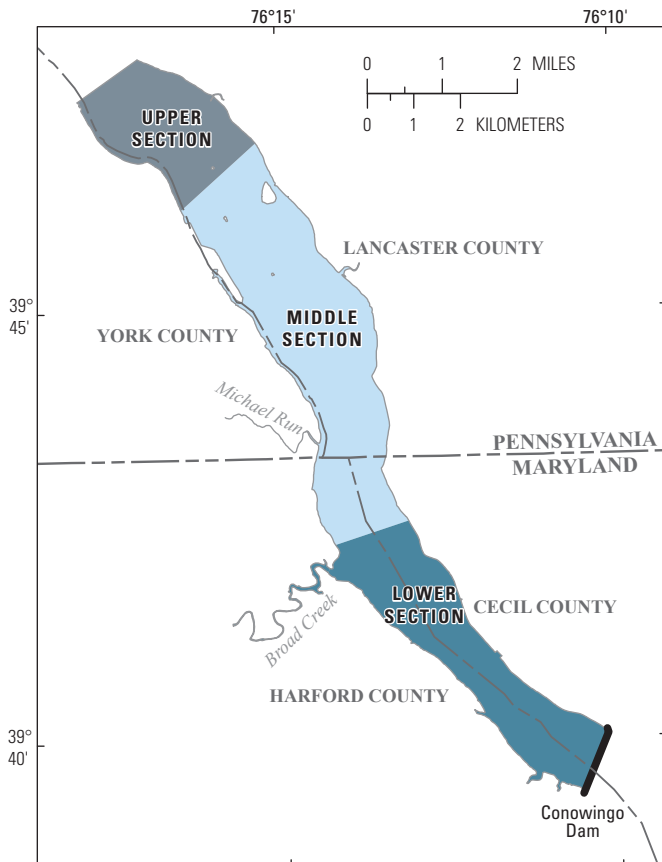 76°15'
76°10'
0 1 2 MILES
0 1 2 KILOMETERS
UPPER
SECTION
LANCASTER COUNTY
39°
45'
MIDDLE
SECTION
YORK COUNTY
Michael Run
PENNSYLVANIA
MARYLAND
LOWER
SECTION
CECIL COUNTY
Broad Creek
HARFORD COUNTY
39°
40'
Conowingo
Dam